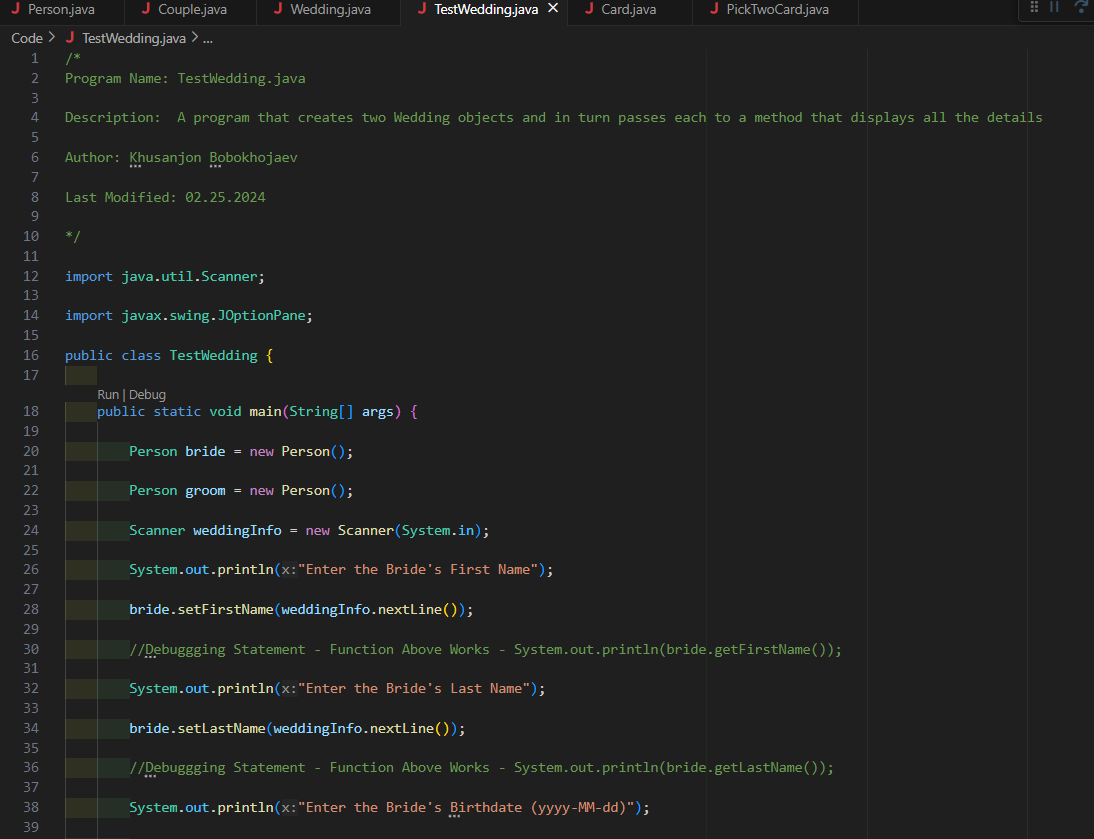 Person.java Couple.java Wedding.java TestWedding.java Card.java PickTwoCard.java
Code > TestWedding.java > ...
1 /*
2 Program Name: TestWedding.java
3
4 Description:  A program that creates two Wedding objects and in turn passes each to a method that displays all the details
5
6 Author: Khusanjon Bobokhojaev
7
8 Last Modified: 02.25.2024
9
10 */
11
12 import java.util.Scanner;
13
14 import javax.swing.JOptionPane;
15
16 public class TestWedding {
17
Run | Debug
18 public static void main(String[] args) {
19
20 Person bride = new Person();
21
22 Person groom = new Person();
23
24 Scanner weddingInfo = new Scanner(System.in);
25
26 System.out.println(x:"Enter the Bride's First Name");
27
28 bride.setFirstName(weddingInfo.nextLine());
29
30 //Debuggging Statement - Function Above Works - System.out.println(bride.getFirstName());
31
32 System.out.println(x:"Enter the Bride's Last Name");
33
34 bride.setLastName(weddingInfo.nextLine());
35
36 //Debuggging Statement - Function Above Works - System.out.println(bride.getLastName());
37
38 System.out.println(x:"Enter the Bride's Birthdate (yyyy-MM-dd)");
39